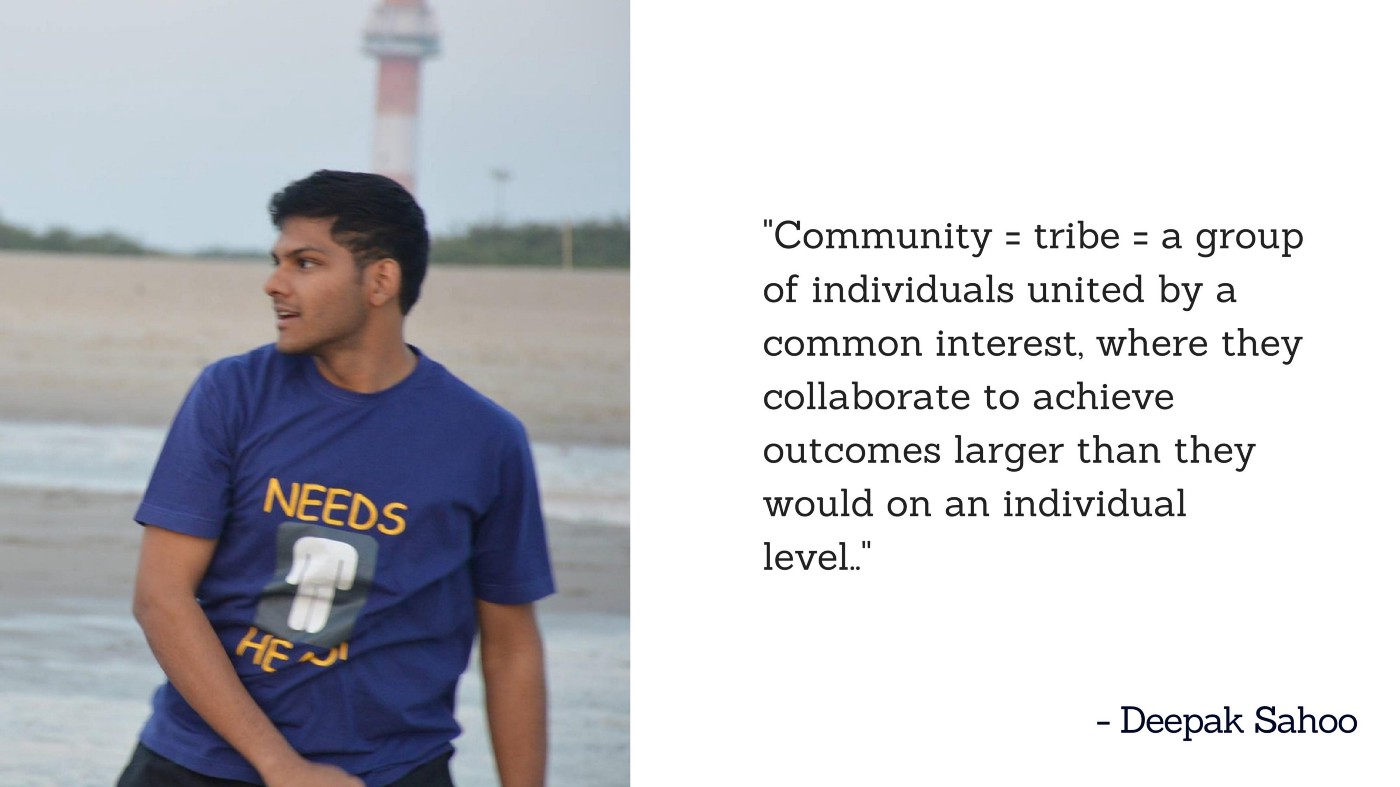 NEEDS
"Community = tribe = a group
of individuals united by a
common interest, where they
collaborate to achieve
outcomes larger than they
would on an individual
level.."
- Deepak Sahoo